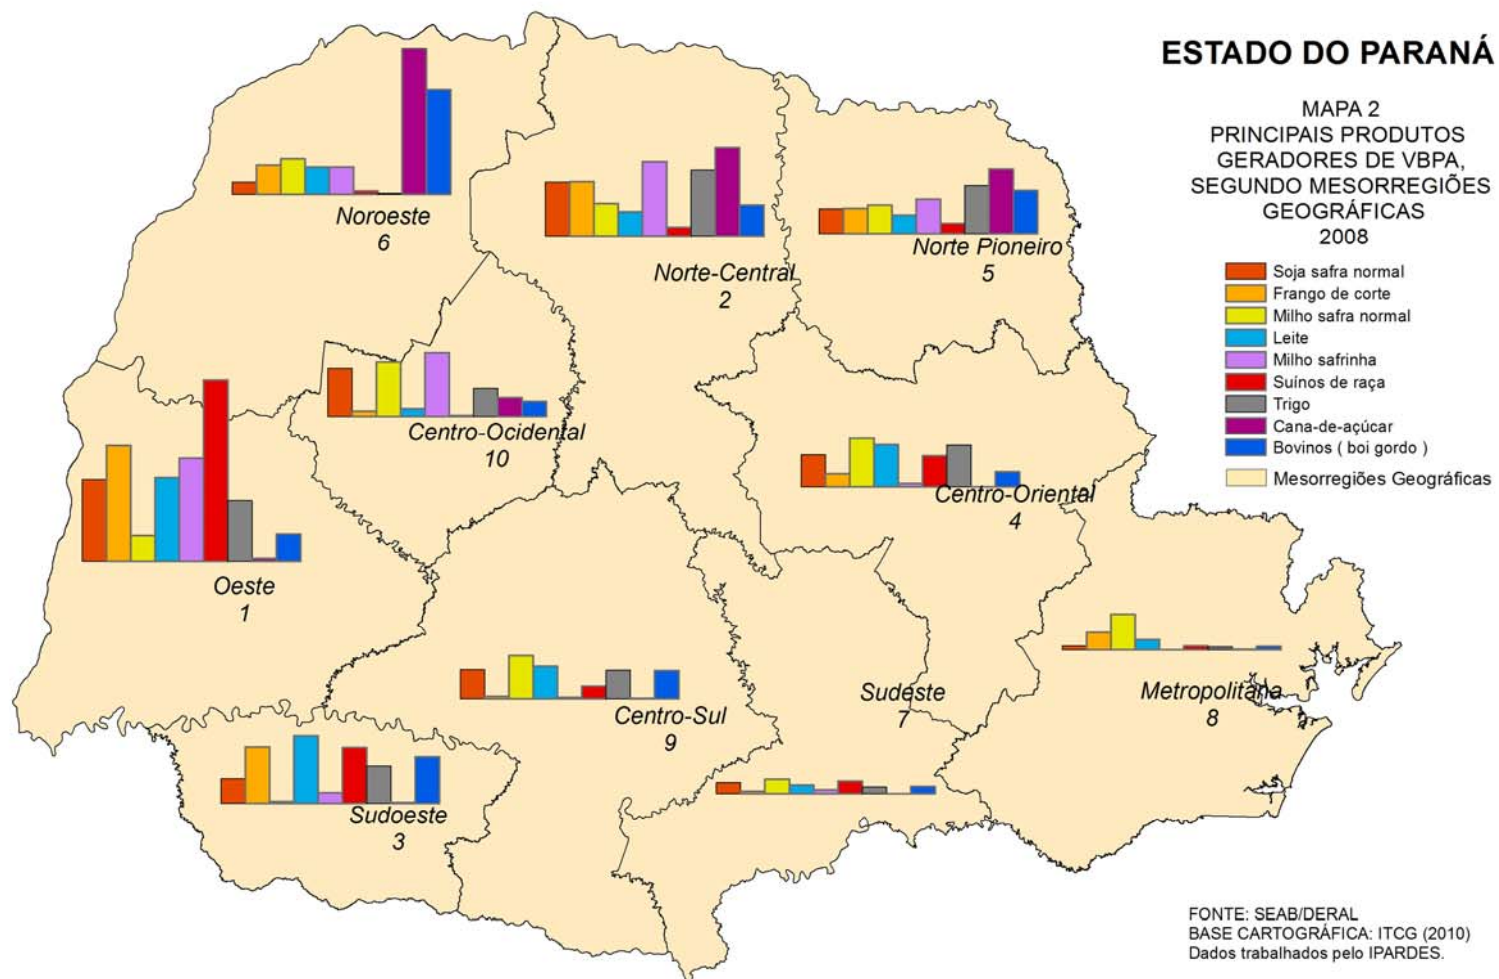 ESTADO DO PARANÁ
MAPA 2
PRINCIPAIS PRODUTOS
GERADORES DE VBPA,
SEGUNDO MESORREGIÕES
GEOGRÁFICAS
2008
Soja safra normal
Frango de corte
Milho safra normal
Leite
Milho safrinha
Suínos de raça
Trigo
Cana-de-açúcar
Bovinos ( boi gordo )
Mesorregiões Geográficas
Noroeste
6
Norte-Central
2
Norte Pioneiro
5
Centro-Ocidental
10
Centro-Oriental
4
Oeste
1
Centro-Sul
9
Sudeste
7
Metropolitana
8
Sudoeste
3
FONTE: SEAB/DERAL
BASE CARTOGRÁFICA: ITCG (2010)
Dados trabalhados pelo IPARDES.